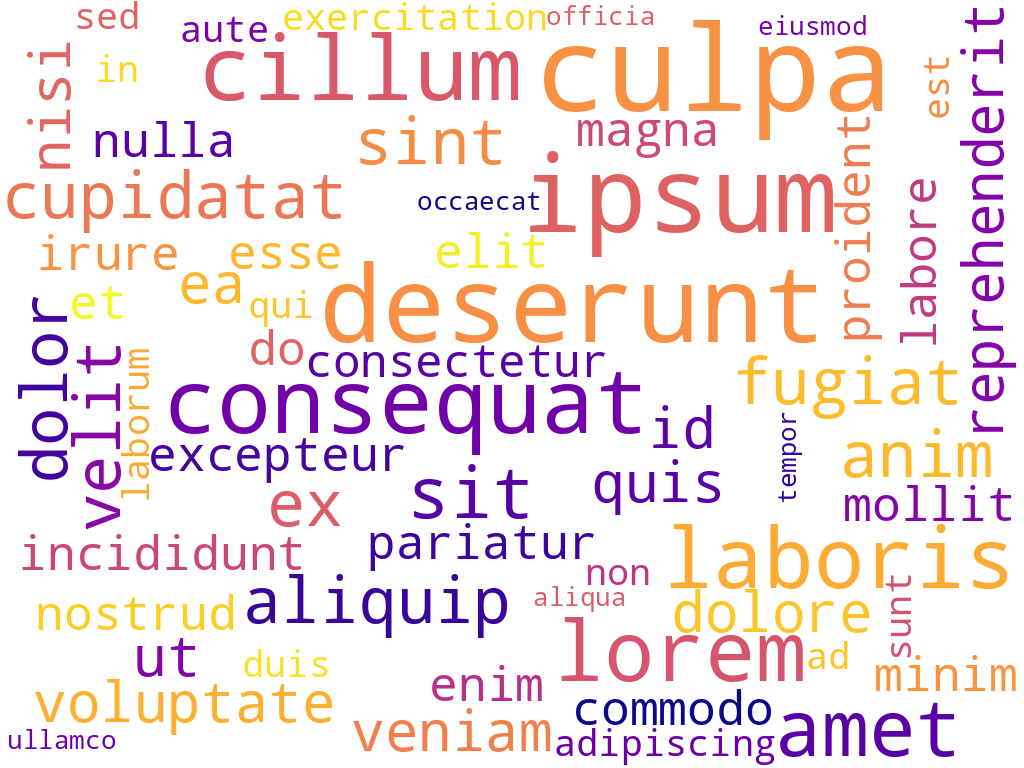 sed
exercitation
officia
aute
eiusmod
reprehenderit
cillum
culpa
nisi
in
est
nulla
sint
magna
proident
cupidatat
occaecat
ipsum
labore
irure
esse
elit
ea
et
qui
deserunt
dolor
do
consectetur
velit
laborum
consequat
fugiat
id
excepteur
tempor
anim
ex
sit
quis
mollit
incididunt
pariatur
laboris
non
aliquip
aliqua
nostrud
dolore
sunt
ut
duis
lorem
ad
enim
minim
voluptate
commodo
veniam
adipiscing
amet
ullamco